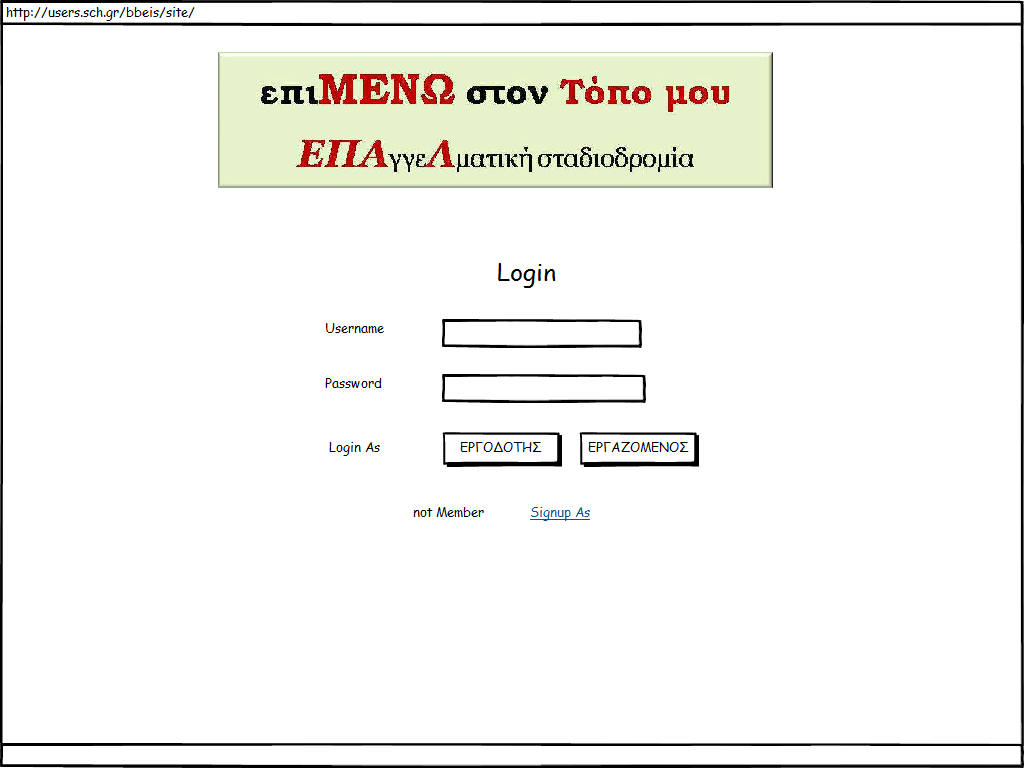 http://users.sch.gr/bbeis/site/
επιΜΕΝΩ στον Τόπο μου
ΕΠΑγγεΛματική σταδιοδρομία
Login
Username
Password
Login As ΕΡΓΟΔΟΤΗΣ ΕΡΓΑΖΟΜΕΝΟΣ
not Member Signup As